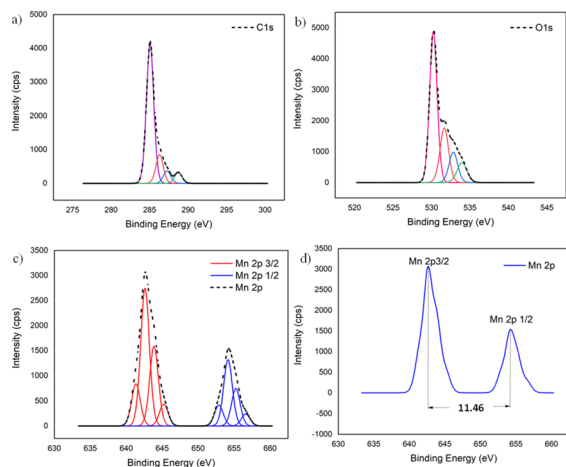 a)
C1s
5000
4000
3000
2000
1000
0
Intensity (cps)
275 280 285 290 295 300
Binding Energy (eV)
b)
O1s
5000
4000
3000
2000
1000
0
Intensity (cps)
520 525 530 535 540 545
Binding Energy (eV)
c)
Mn 2p 3/2
Mn 2p 1/2
Mn 2p
3500
3000
2500
2000
1500
1000
500
0
Intensity (cps)
630 635 640 645 650 655 660
Binding Energy (eV)
d)
Mn 2p
Mn 2p3/2
Mn 2p 1/2
11.46
3500
3000
2500
2000
1500
1000
500
0
-500
-1000
Intensity (cps)
630 635 640 645 650 655 660
Binding Energy (eV)